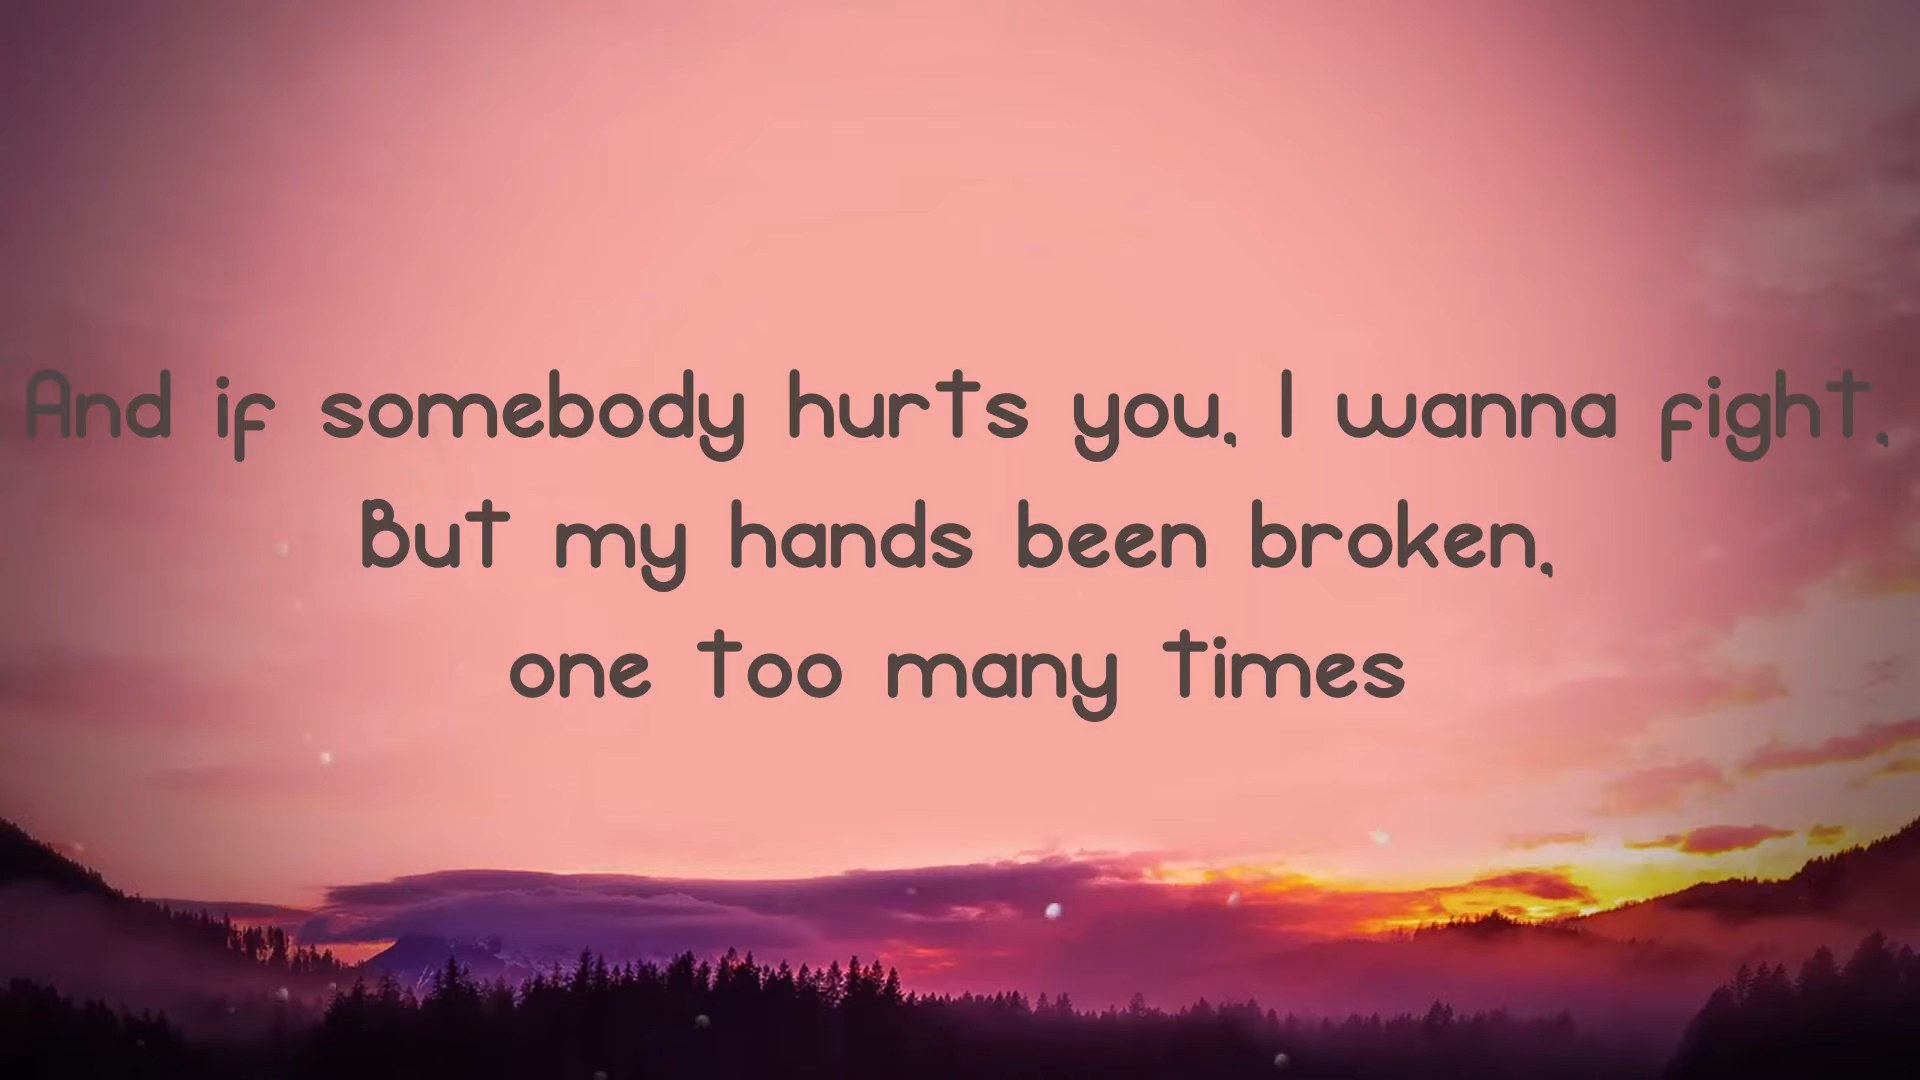 And if somebody hurts you, I wanna fight,
But my hands been broken,
one too many times